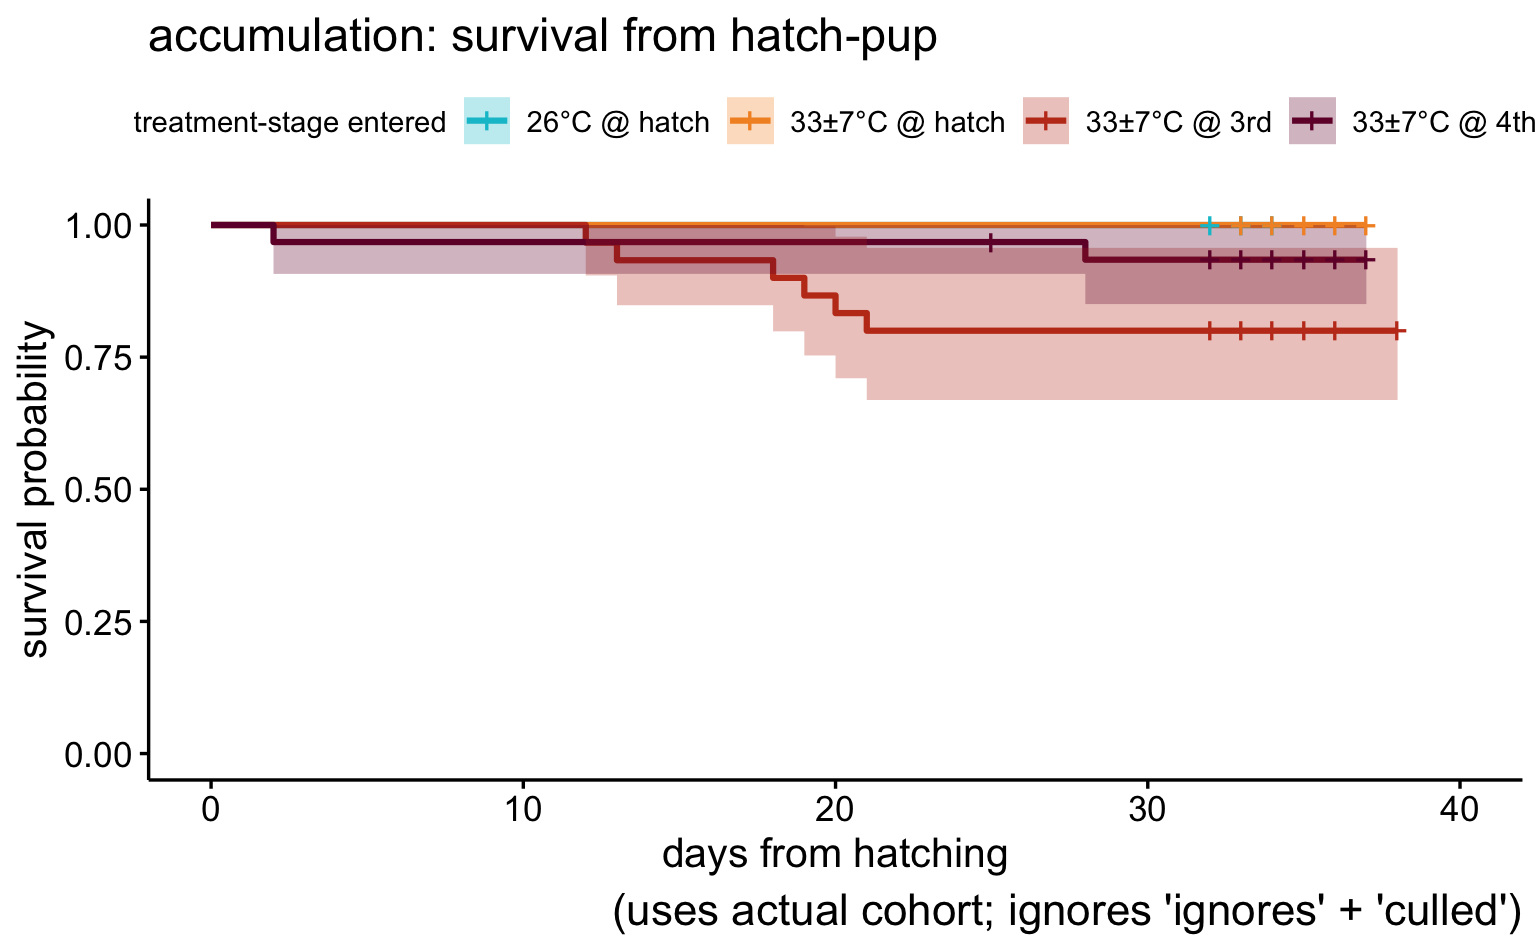 accumulation: survival from hatch-pup
treatment-stage entered 26°C @ hatch 33±7°C @ hatch 33±7°C @ 3rd 33±7°C @ 4th
survival probability
1.00
0.75
0.50
0.25
0.00
0 10 20 30 40
days from hatching
(uses actual cohort; ignores 'ignores' + 'culled')